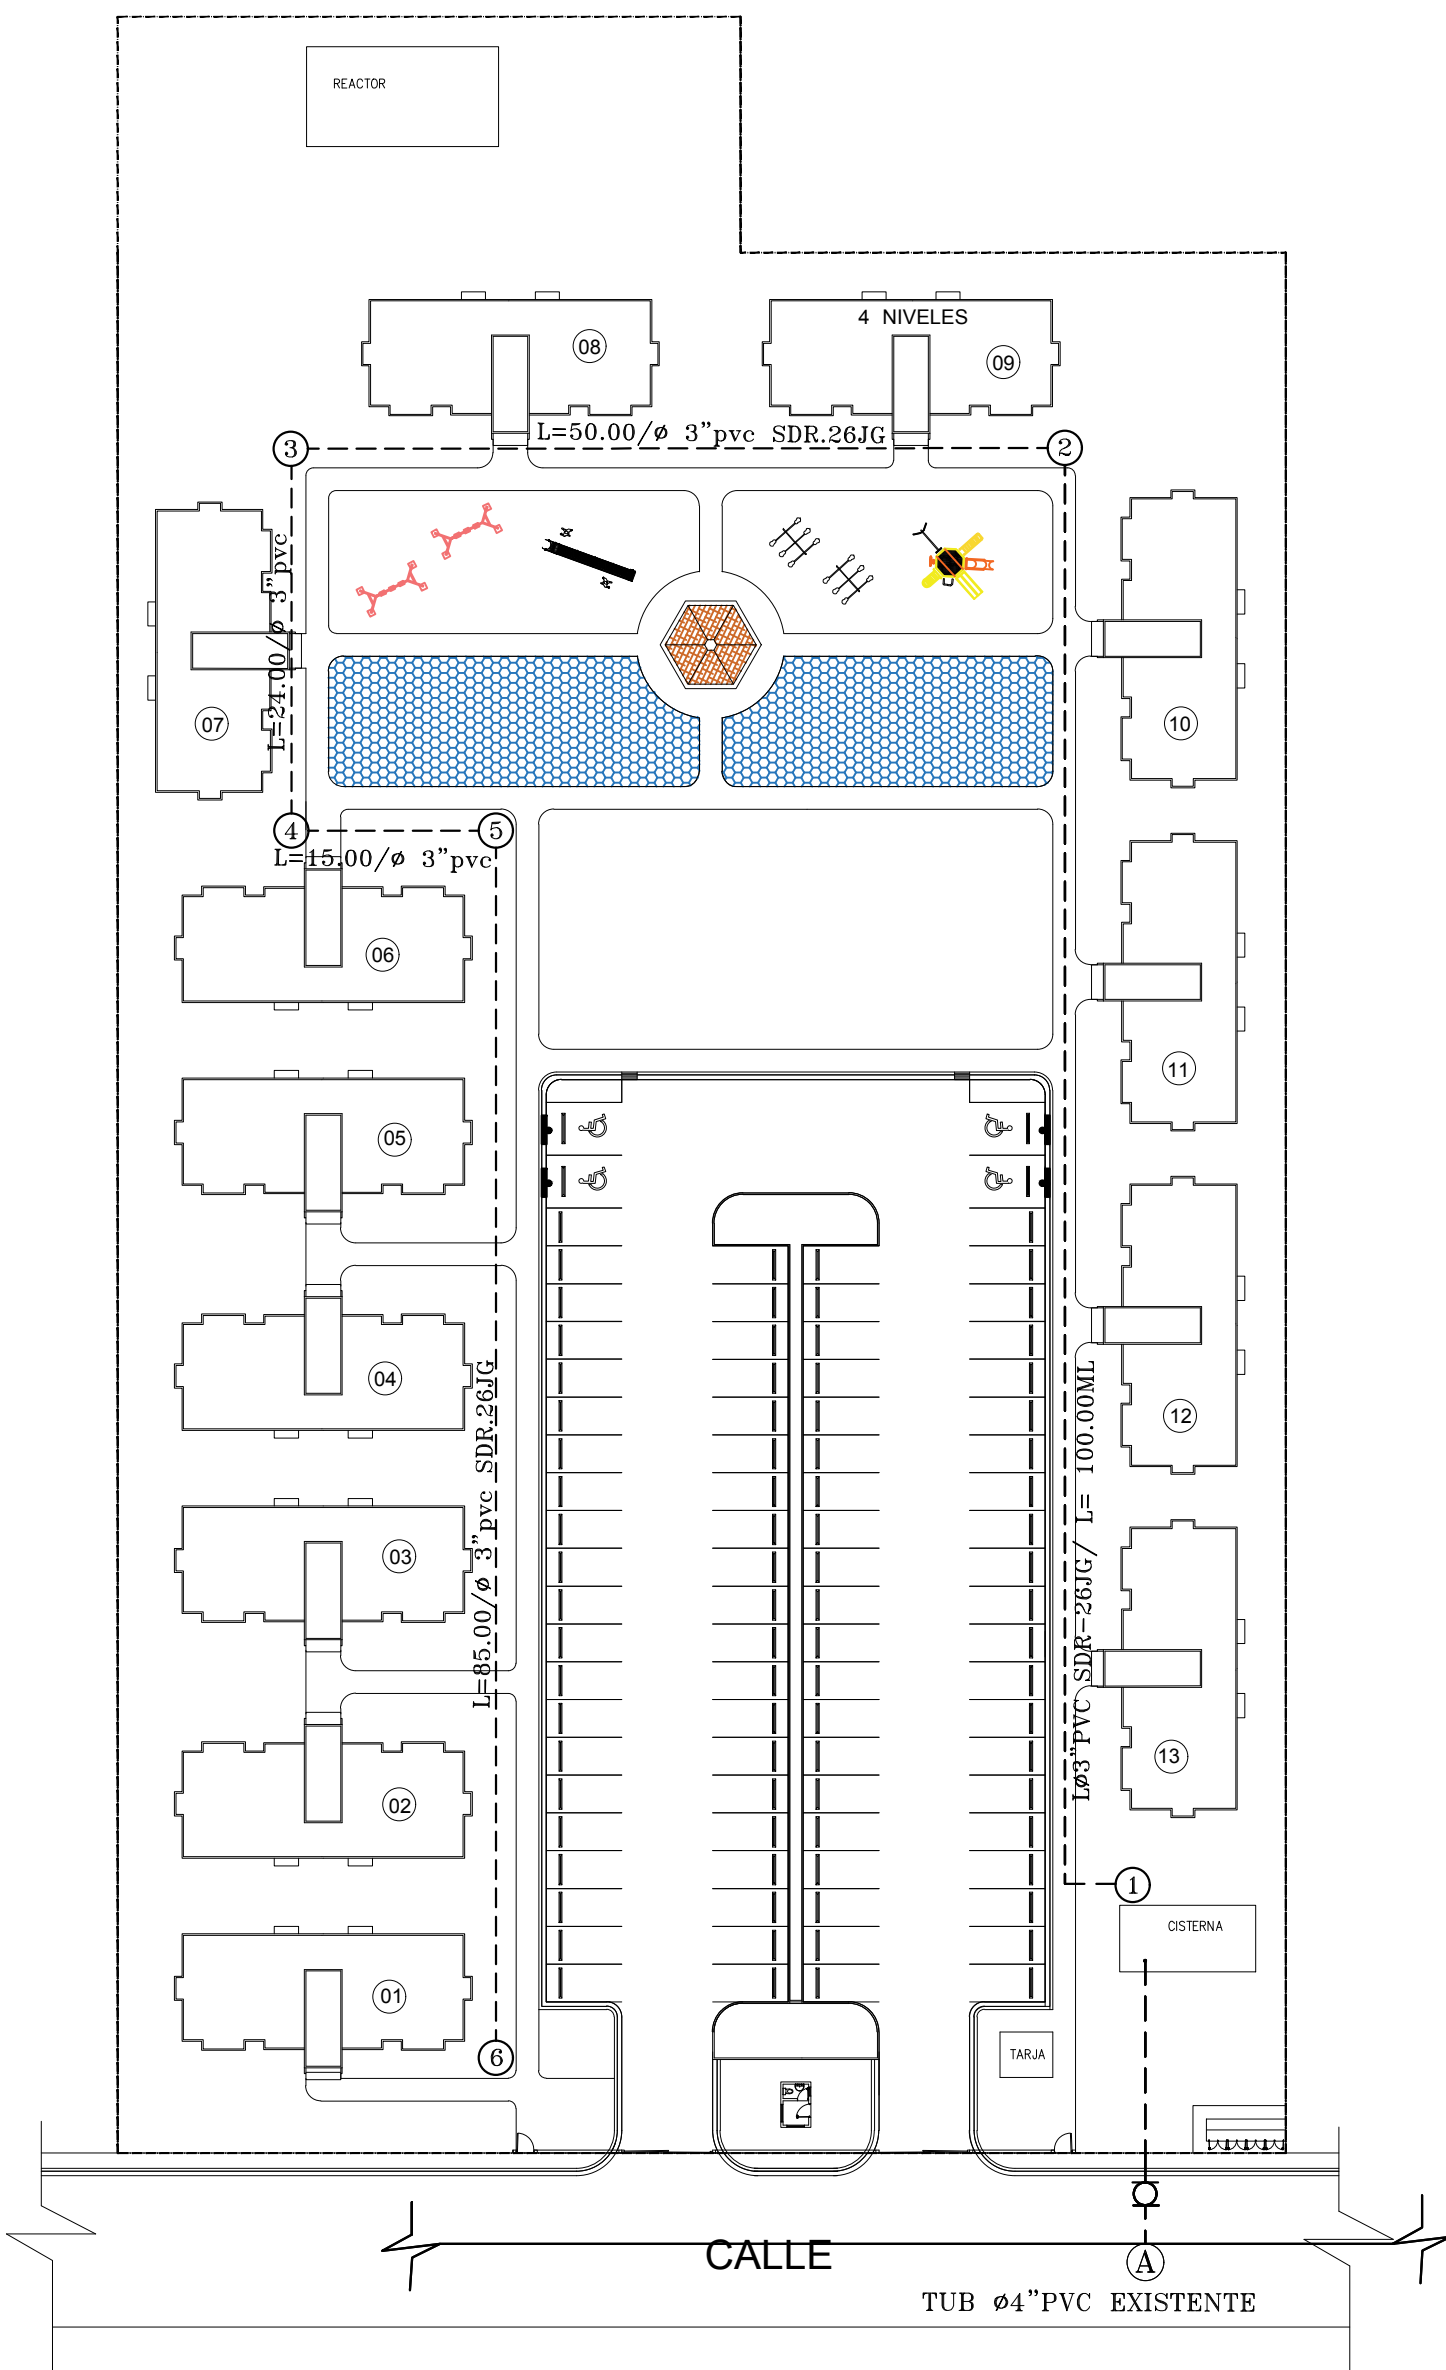 REACTOR
4 NIVELES
08
09
L=50.00/ø 3"pvc SDR.26JG
3
2
L=24.00/ø 3"pvc
07
10
4
5
L=15.00/ø 3"pvc
06
11
05
04
12
L=85.00/ø 3"pvc SDR.26JG
Lø3"PVC SDR-26JG/ L= 100.00ML
03
13
02
1
CISTERNA
01
6
TARJA
CALLE
A
TUB ø4"PVC EXISTENTE